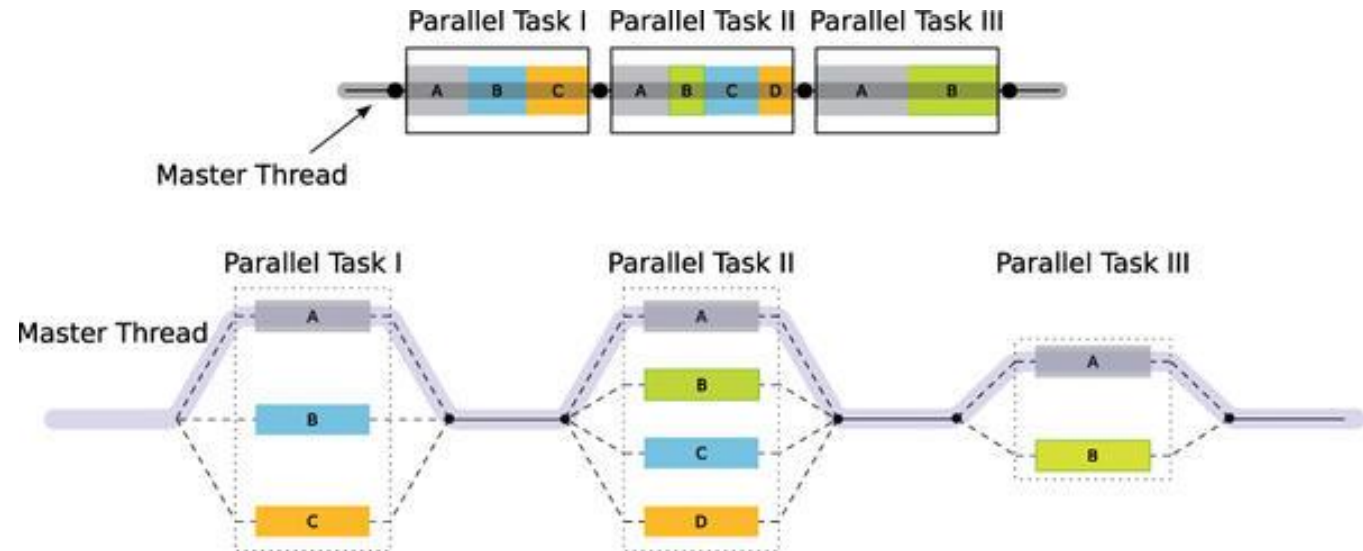 Parallel Task I Parallel Task II Parallel Task III
A B C A B C D A B
Master Thread
Parallel Task I Parallel Task II Parallel Task III
Master Thread
A A A
B B B
C C
D